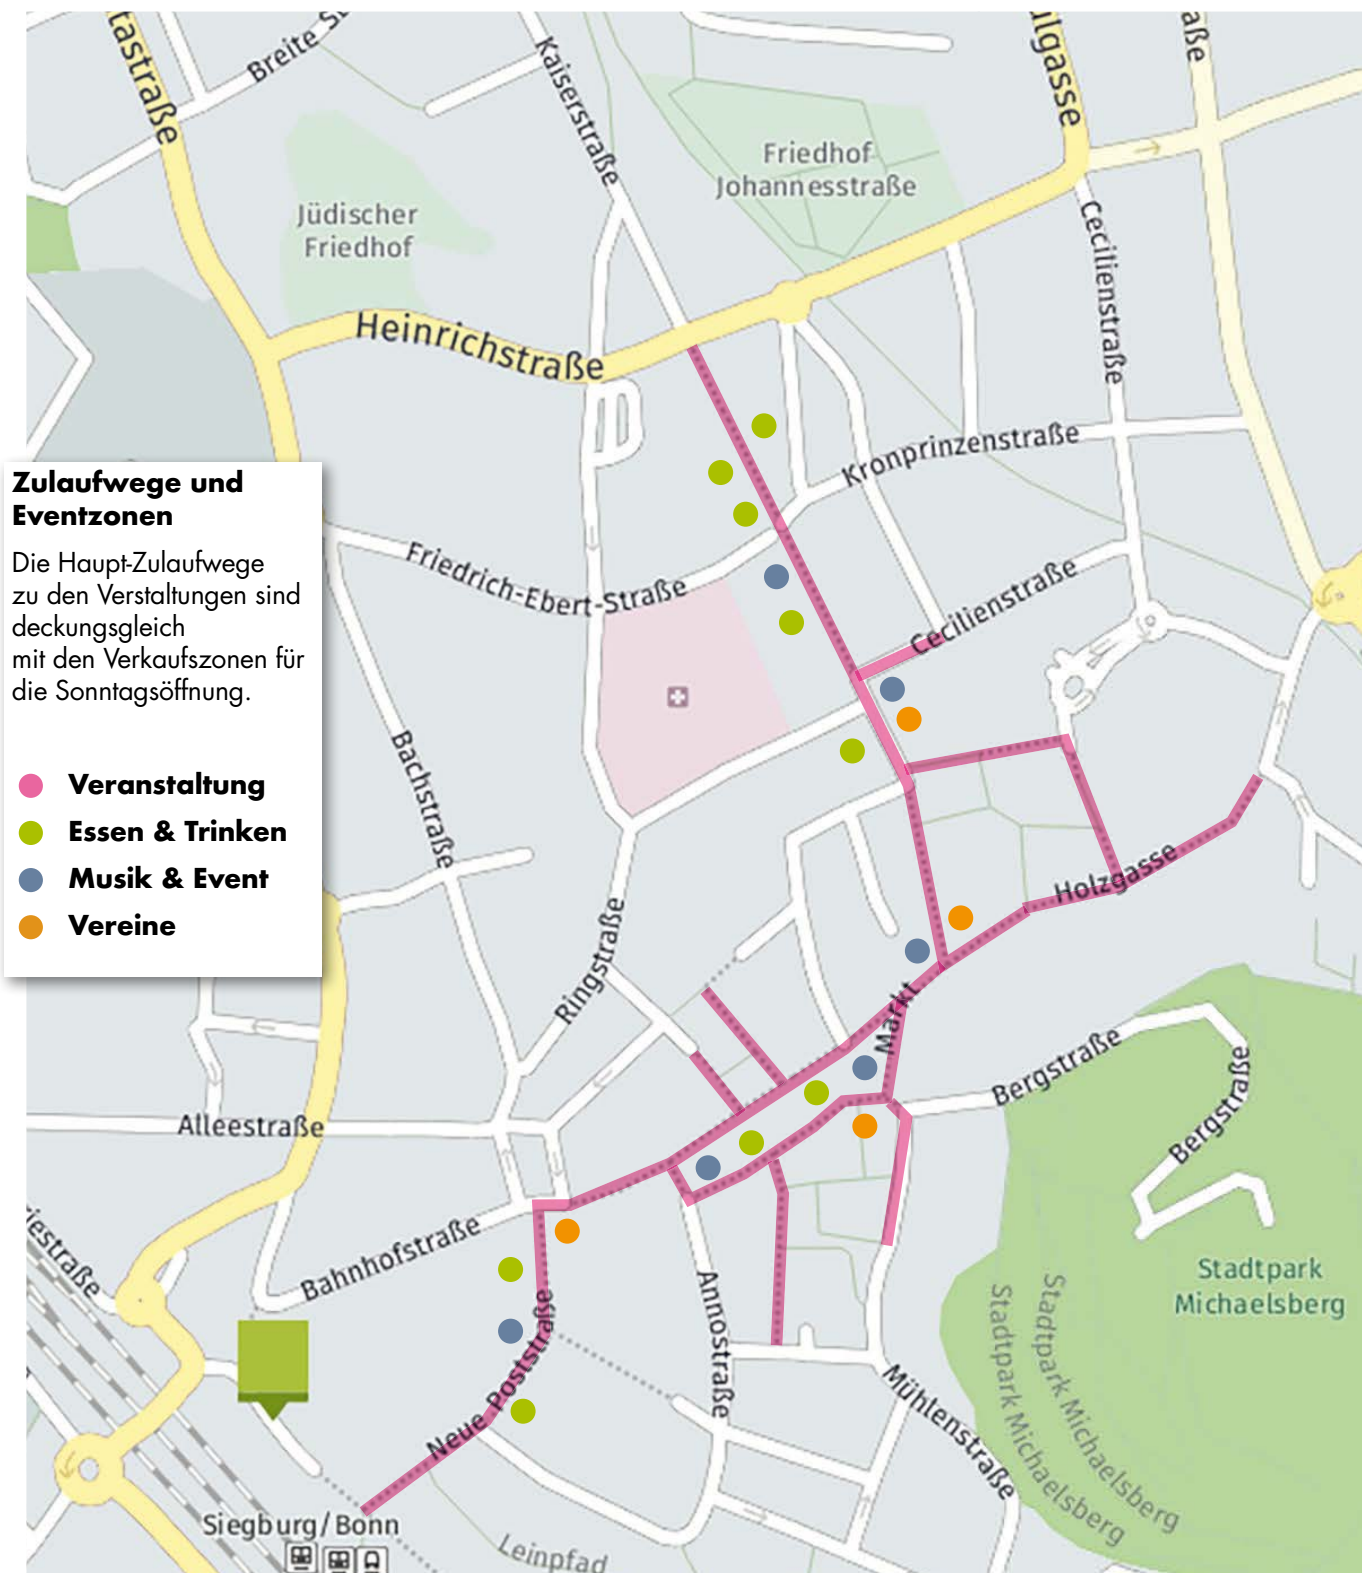 Breite
Kaiserstraße
Friedhof
Johannesstraße
Jüdischer
Friedhof
Cecilienstraße
Heinrichstraße
Kronprinzenstraße
Zulaufwege und
Eventzonen
Die Haupt-Zulaufwege
zu den Verstaltungen sind
deckungsgleich
mit den Verkaufszonen für
die Sonntagsöffnung.
Veranstaltung
Essen & Trinken
Musik & Event
Vereine
Friedrich-Ebert-Straße
Cecilienstraße
Bachstraße
Holzgasse
Ringstraße
Markt
Bergstraße
Bergstraße
Alleestraße
Bahnhofstraße
Annostraße
Neue Poststraße
Mühlenstraße
Stadtpark
Michaelsberg
Stadtpark Michaelsberg
Stadtpark Michaelsberg
Siegburg/Bonn
Leinpfad